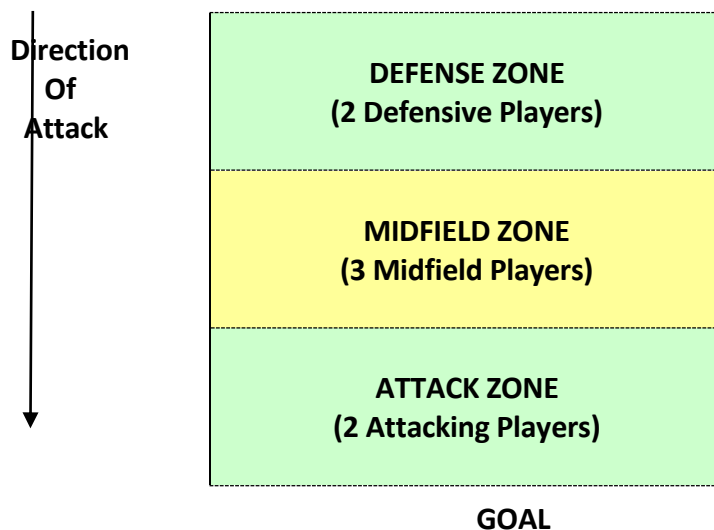 Direction
Of
Attack
DEFENSE ZONE
(2 Defensive Players)
MIDFIELD ZONE
(3 Midfield Players)
ATTACK ZONE
(2 Attacking Players)
GOAL